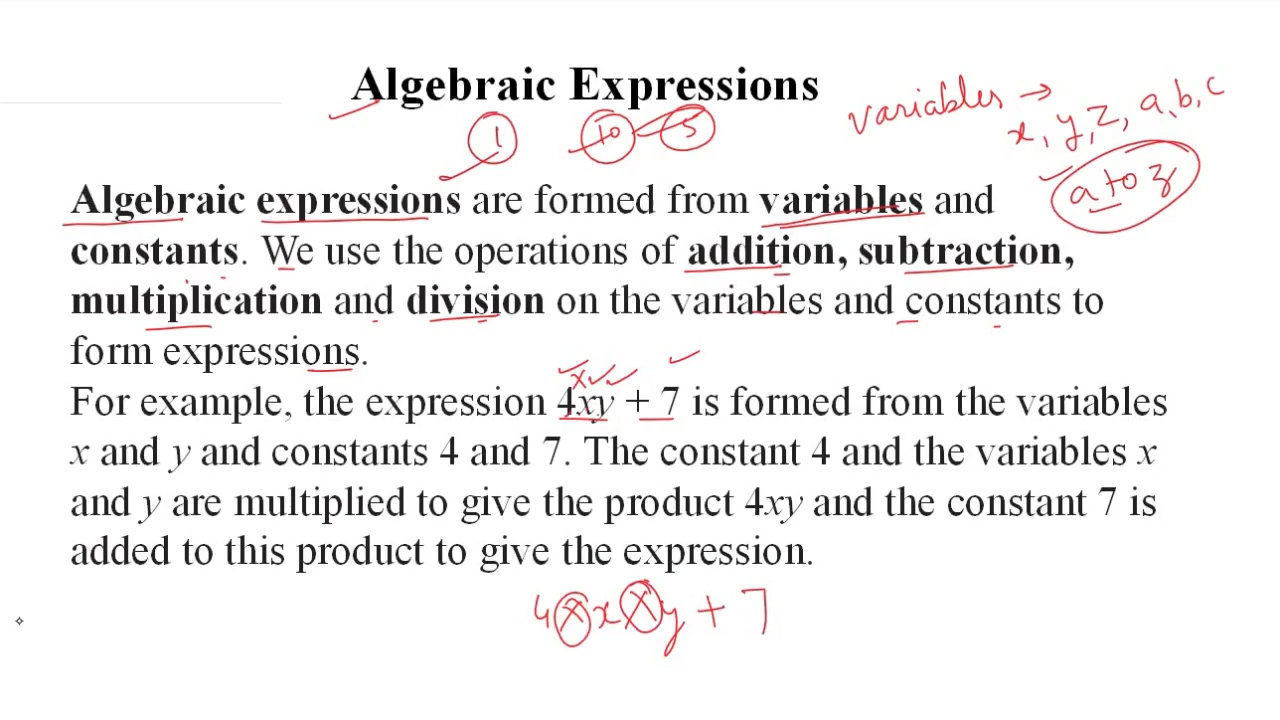 Algebraic Expressions
variables →
x, y, z, a, b, c
1 10 5
a to z
Algebraic expressions are formed from variables and
constants. We use the operations of addition, subtraction,
multiplication and division on the variables and constants to
form expressions.
x
For example, the expression 4xy + 7 is formed from the variables
x and y and constants 4 and 7. The constant 4 and the variables x
and y are multiplied to give the product 4xy and the constant 7 is
added to this product to give the expression.
4 × x × y + 7